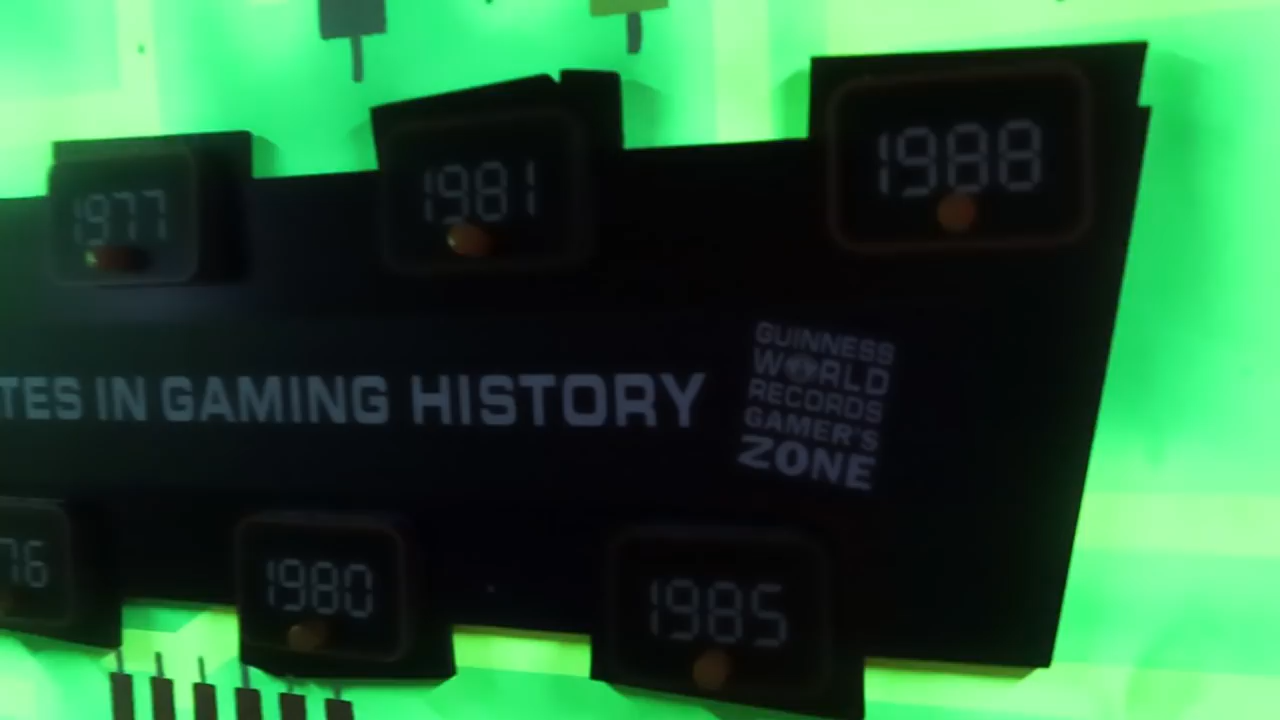 1977
1981
1988
TES IN GAMING HISTORY
GUINNESS
WORLD
RECORDS
GAMER'S
ZONE
76
1980
1985